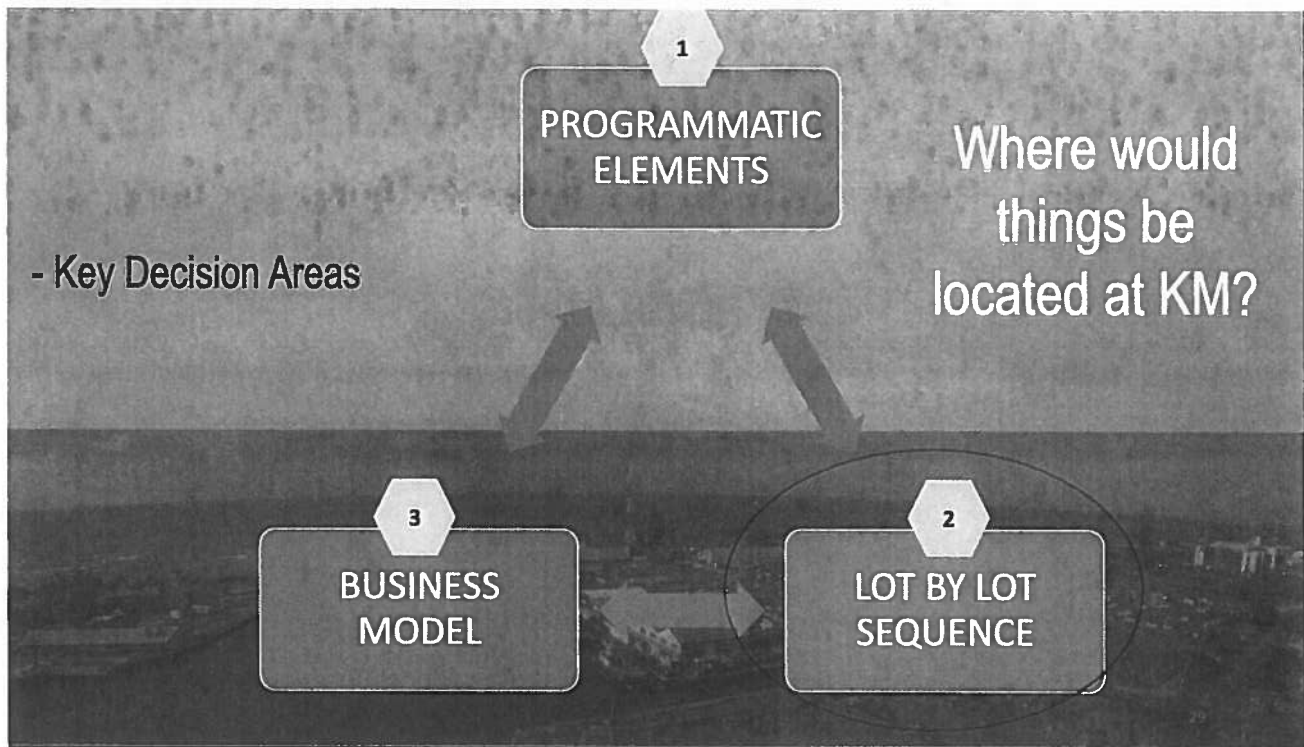 1
PROGRAMMATIC
ELEMENTS
Where would
things be
located at KM?
- Key Decision Areas
3
BUSINESS
MODEL
2
LOT BY LOT
SEQUENCE
29